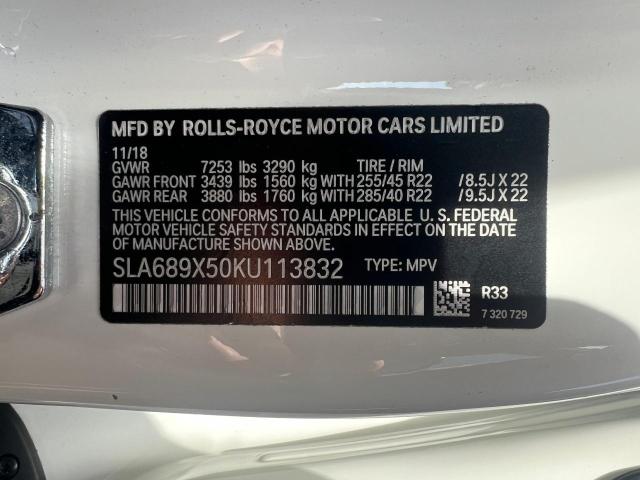 MFD BY ROLLS-ROYCE MOTOR CARS LIMITED
11/18
GVWR 7253 lbs 3290 kg TIRE / RIM
GAWR FRONT 3439 lbs 1560 kg WITH 255/45 R22 /8.5J X 22
GAWR REAR 3880 lbs 1760 kg WITH 285/40 R22 /9.5J X 22
THIS VEHICLE CONFORMS TO ALL APPLICABLE U. S. FEDERAL
MOTOR VEHICLE SAFETY STANDARDS IN EFFECT ON THE DATE
OF MANUFACTURE SHOWN ABOVE.
SLA689X50KU113832 TYPE: MPV
R33
7 320 729